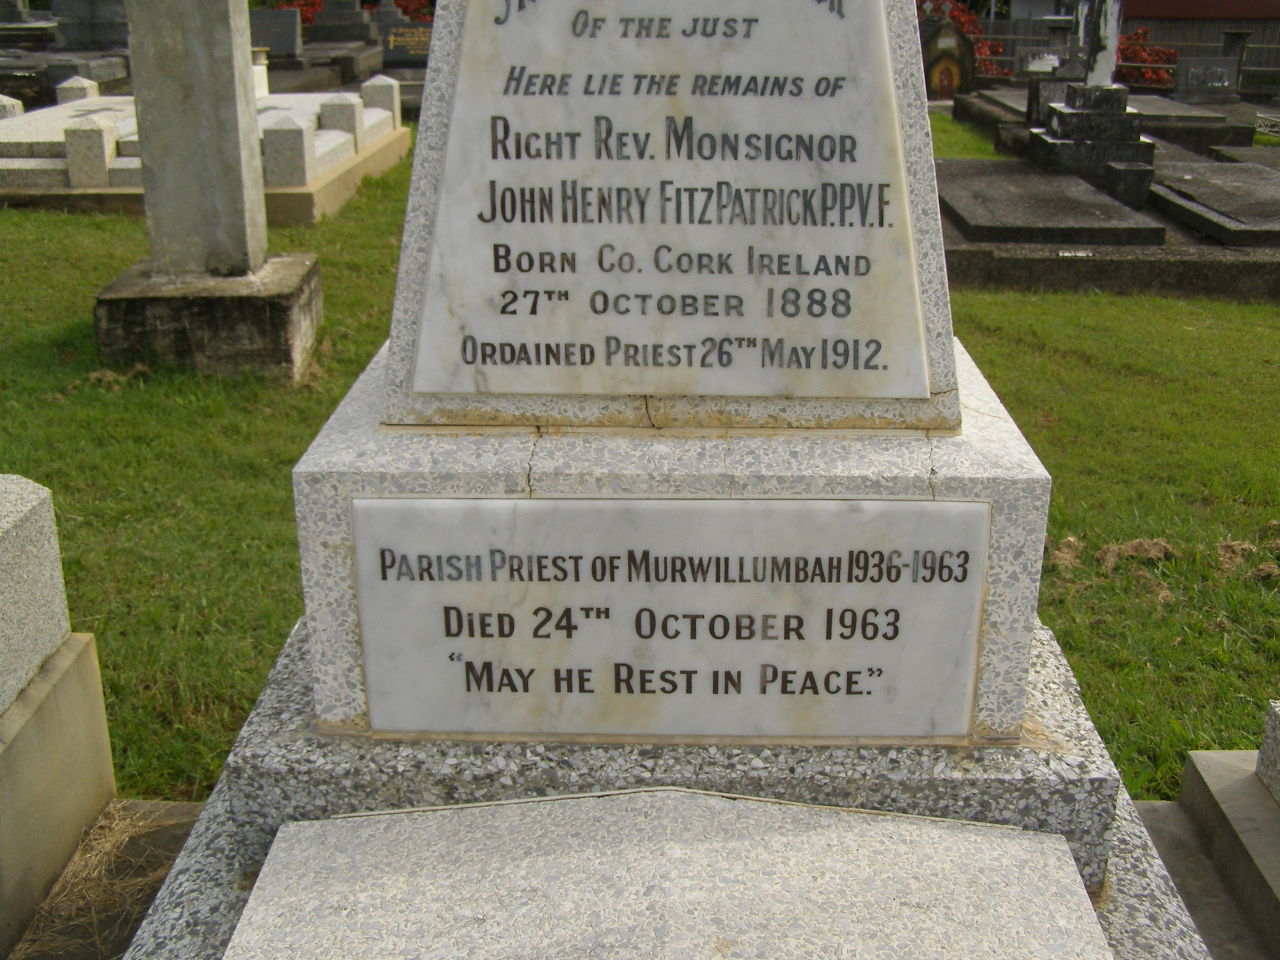 OF THE JUST
HERE LIE THE REMAINS OF
RIGHT REV. MONSIGNOR
JOHN HENRY FITZPATRICK P.P.V.F
BORN CO. CORK IRELAND
27TH OCTOBER 1888
ORDAINED PRIEST 26TH MAY 1912.
PARISH PRIEST OF MURWILLUMBAH 1936-1963
DIED 24TH OCTOBER 1963
"MAY HE REST IN PEACE"